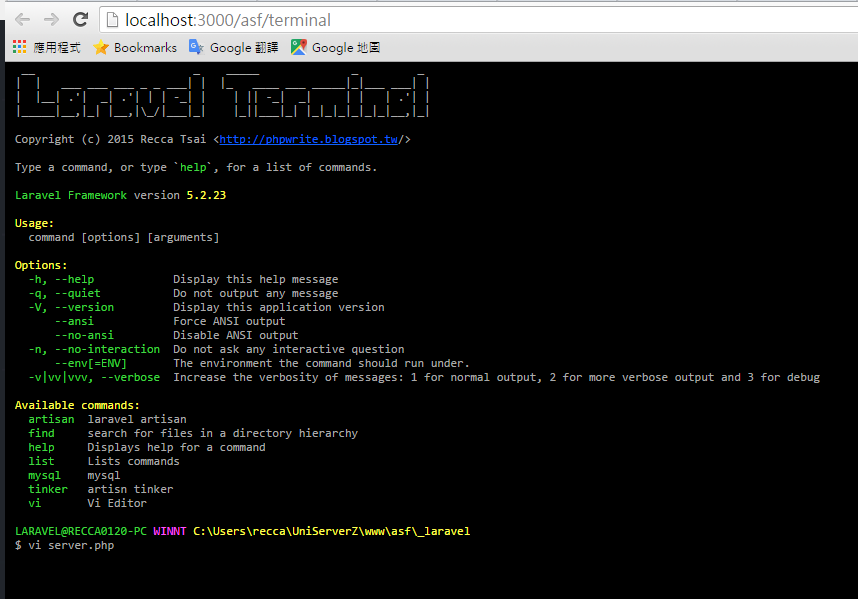 localhost:3000/asf/terminal
應用程式 Bookmarks Google 翻譯 Google 地圖
Laravel Terminal
Copyright (c) 2015 Recca Tsai <http://phpwrite.blogspot.tw/>
Type a command, or type `help`, for a list of commands.
Laravel Framework version 5.2.23
Usage:
command [options] [arguments]
Options:
-h, --help Display this help message
-q, --quiet Do not output any message
-V, --version Display this application version
--ansi Force ANSI output
--no-ansi Disable ANSI output
-n, --no-interaction Do not ask any interactive question
--env[=ENV] The environment the command should run under.
-v|vv|vvv, --verbose Increase the verbosity of messages: 1 for normal output, 2 for more verbose output and 3 for debug
Available commands:
artisan laravel artisan
find search for files in a directory hierarchy
help Displays help for a command
list Lists commands
mysql mysql
tinker artisn tinker
vi Vi Editor
LARAVEL@RECCA0120-PC WINNT C:\Users\recca\UniServerZ\www\asf\_laravel
$ vi server.php